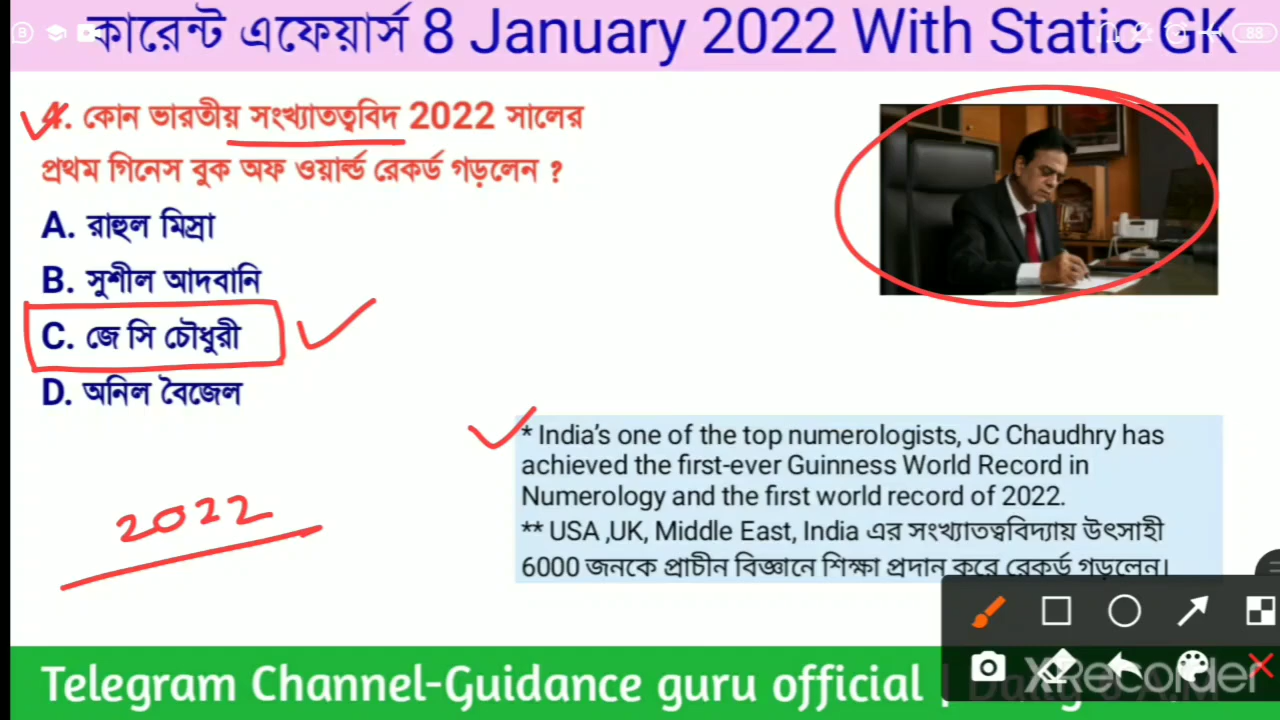 কারেন্ট এফেয়ার্স 8 January 2022 With Static GK
88
4. কোন ভারতীয় সংখ্যাতত্ববিদ 2022 সালের
প্রথম গিনেস বুক অফ ওয়ার্ল্ড রেকর্ড গড়লেন ?
A. রাহুল মিস্রা
B. সুশীল আদবানি
C. জে সি চৌধুরী
D. অনিল বৈজেল
2022
* India's one of the top numerologists, JC Chaudhry has
achieved the first-ever Guinness World Record in
Numerology and the first world record of 2022.
** USA ,UK, Middle East, India এর সংখ্যাতত্ববিদ্যায় উৎসাহী
6000 জনকে প্রাচীন বিজ্ঞানে শিক্ষা প্রদান করে রেকর্ড গড়লেন।
Telegram Channel-Guidance guru official |
XRecorder